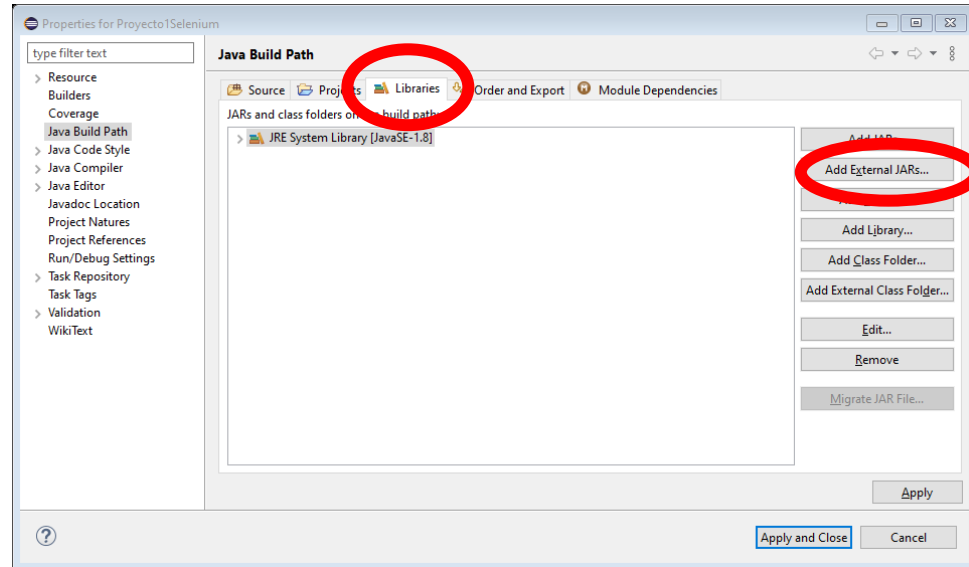 Properties for Proyecto1Selenium
type filter text
Resource
Builders
Coverage
Java Build Path
Java Code Style
Java Compiler
Java Editor
Javadoc Location
Project Natures
Project References
Run/Debug Settings
Task Repository
Task Tags
Validation
WikiText
Java Build Path
Source Projects Libraries Order and Export Module Dependencies
JARs and class folders on the build path:
JRE System Library [JavaSE-1.8]
Add JARs...
Add External JARs...
Add Library...
Add Class Folder...
Add External Class Folder...
Edit...
Remove
Migrate JAR File...
Apply
Apply and Close Cancel